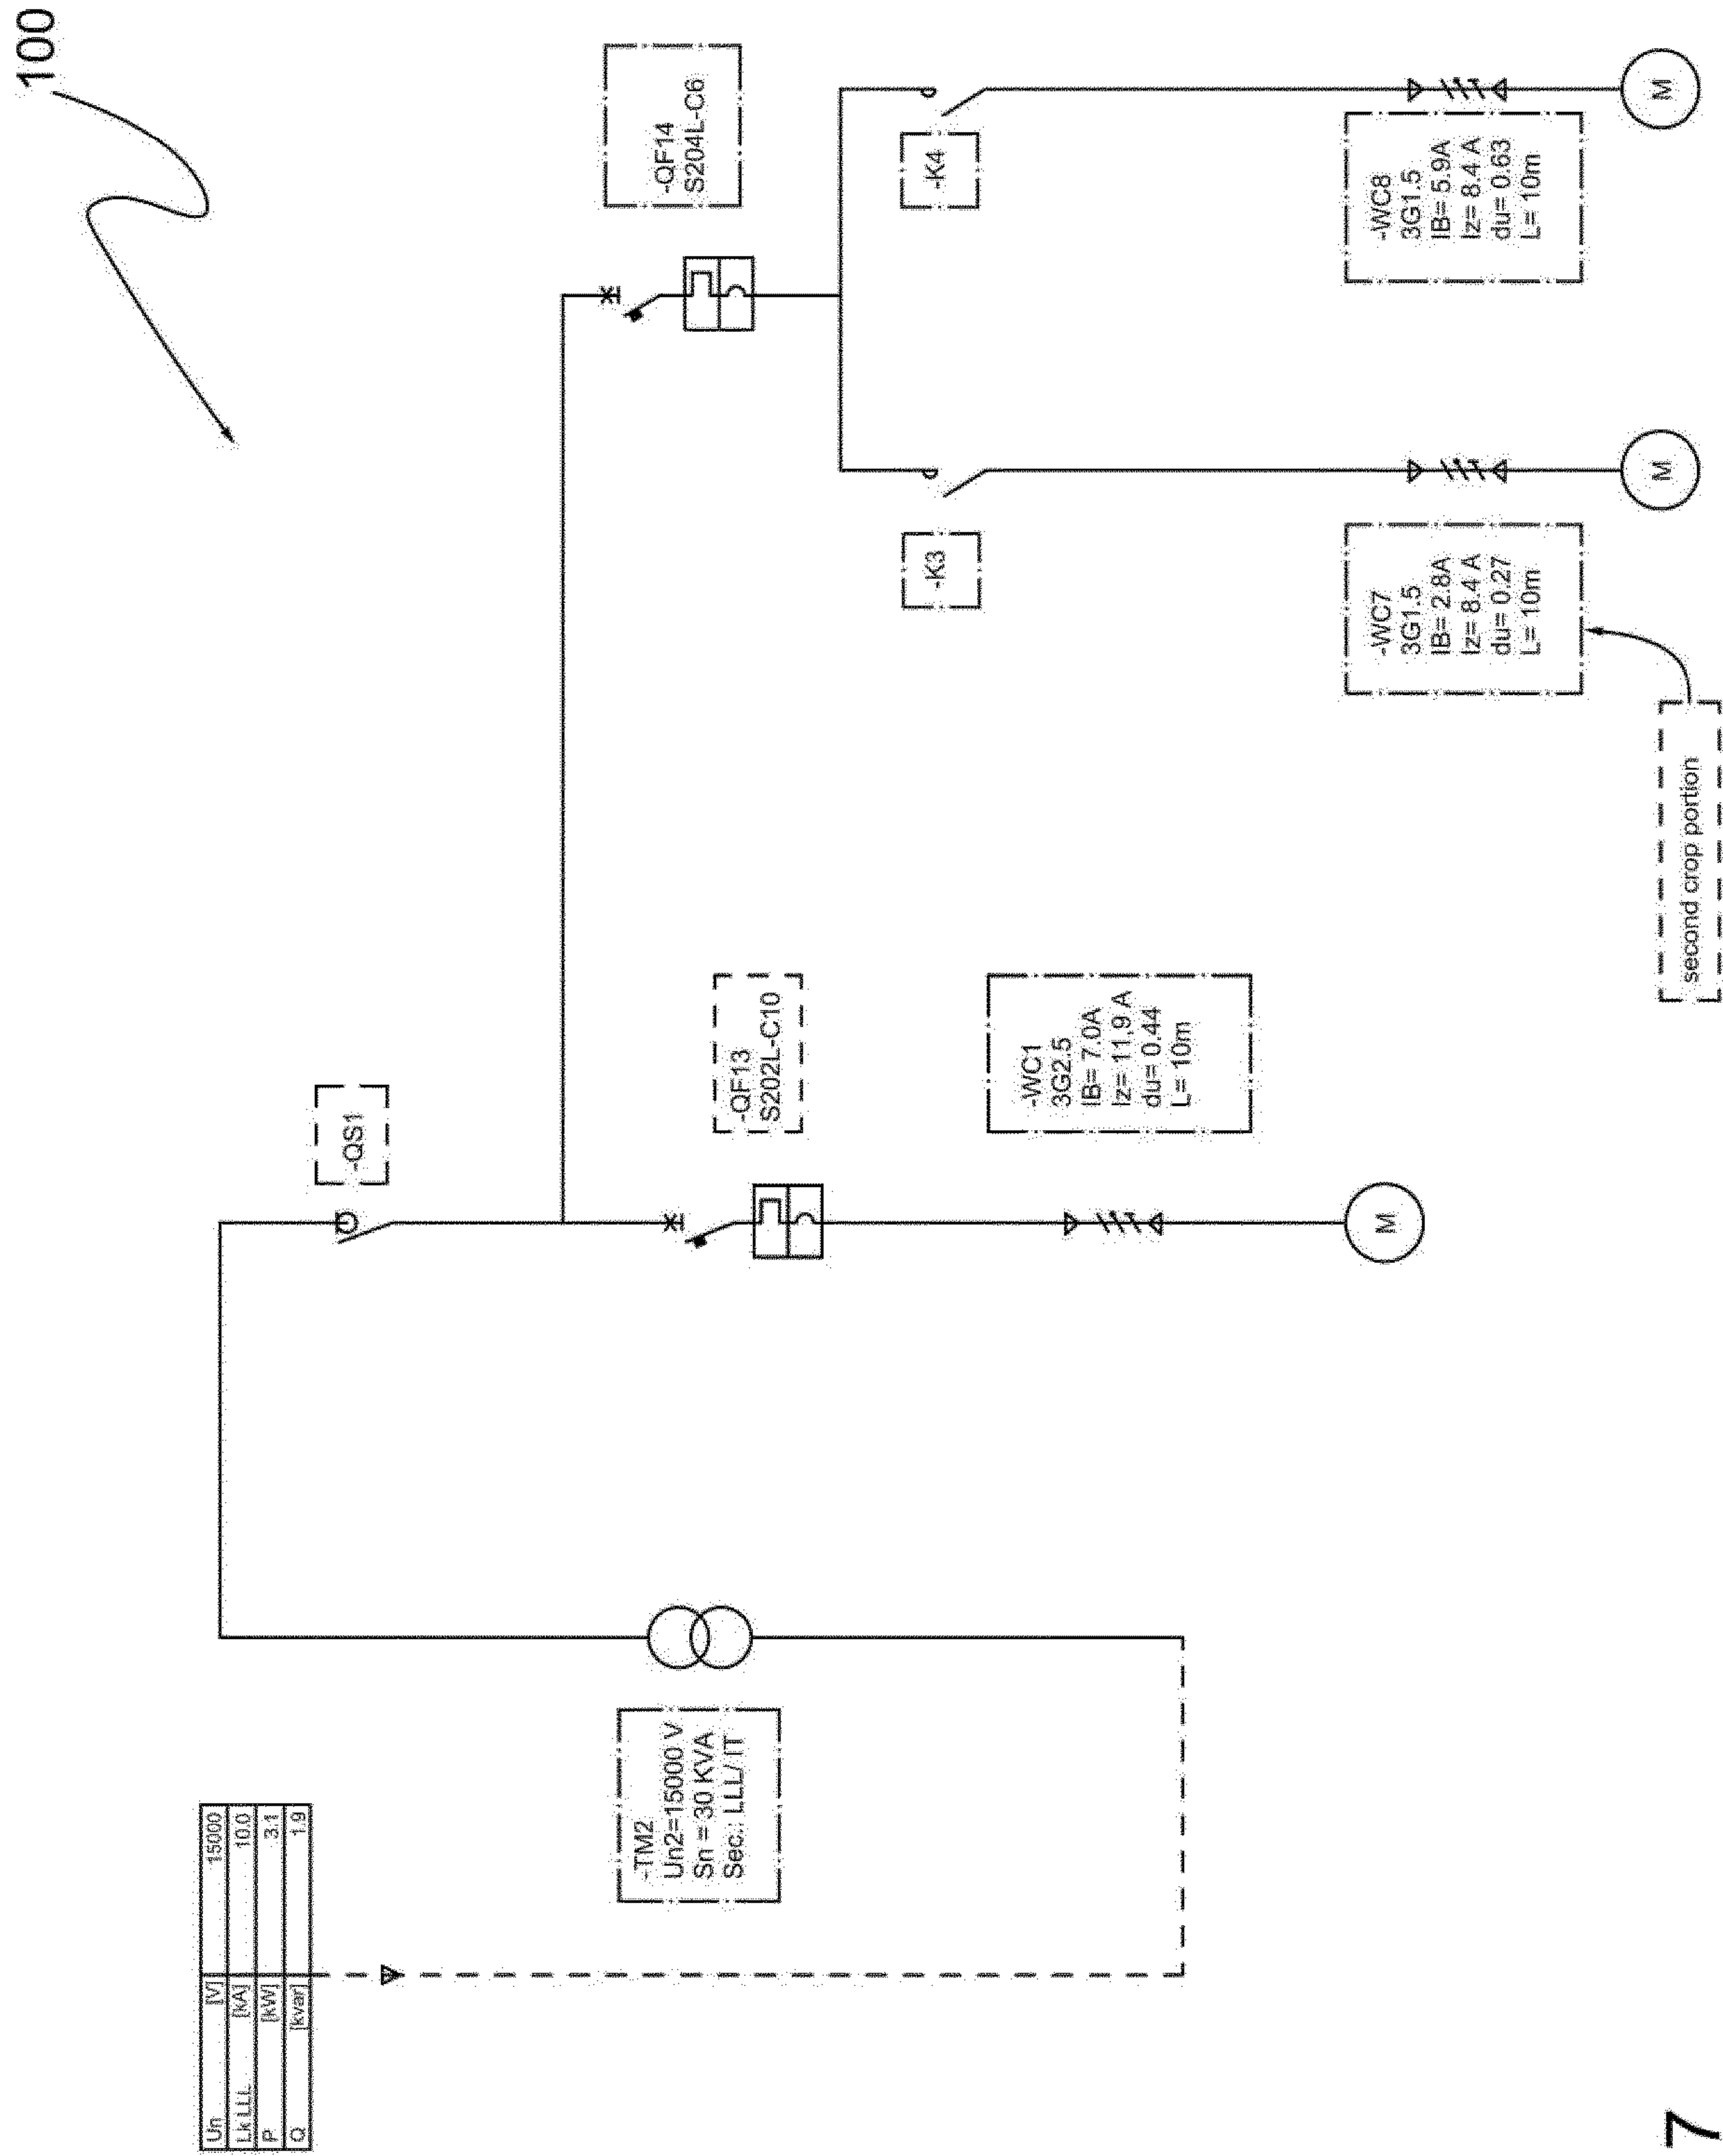 100
Un [V] 15000
Lk LLL [kA] 10.0
P [kW] 3.1
Q [kvar] 1.9
-TM2
Un2=15000 V
Sn = 30 KVA
Sec.: LLL/ IT
-QS1
-QF13
S202L-C10
-WC1
3G2.5
IB= 7.0A
Iz= 11,9 A
du= 0.44
L= 10m
M
-QF14
S204L-C6
-K3
-K4
-WC7
3G1.5
IB= 2.8A
Iz= 8.4 A
du= 0.27
L= 10m
M
-WC8
3G1.5
IB= 5.9A
Iz= 8.4 A
du= 0.63
L= 10m
M
second crop portion
7